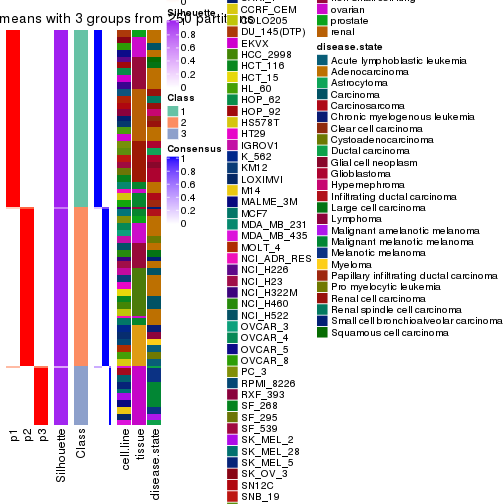 means with 3 groups from 250 partitions
Silhouette
1
0.8
0.6
0.4
0.2
0
Class
1
2
3
Consensus
1
0.8
0.6
0.4
0.2
0
p1
p2
p3
Silhouette
Class
cell.line
tissue
disease.state
CCRF_CEM
COLO205
DU_145(DTP)
EKVX
HCC_2998
HCT_116
HCT_15
HL_60
HOP_62
HOP_92
HS578T
HT29
IGROV1
K_562
KM12
LOXIMVI
M14
MALME_3M
MCF7
MDA_MB_231
MDA_MB_435
MOLT_4
NCI_ADR_RES
NCI_H226
NCI_H23
NCI_H322M
NCI_H460
NCI_H522
OVCAR_3
OVCAR_4
OVCAR_5
OVCAR_8
PC_3
RPMI_8226
RXF_393
SF_268
SF_295
SF_539
SK_MEL_2
SK_MEL_28
SK_MEL_5
SK_OV_3
SN12C
SNB_19
ovarian
prostate
renal
disease.state
Acute lymphoblastic leukemia
Adenocarcinoma
Astrocytoma
Carcinoma
Carcinosarcoma
Chronic myelogenous leukemia
Clear cell carcinoma
Cystoadenocarcinoma
Ductal carcinoma
Glial cell neoplasm
Glioblastoma
Hypernephroma
Infiltrating ductal carcinoma
Large cell carcinoma
Lymphoma
Malignant amelanotic melanoma
Malignant melanotic melanoma
Melanotic melanoma
Myeloma
Papillary infiltrating ductal carcinoma
Pro myelocytic leukemia
Renal cell carcinoma
Renal spindle cell carcinoma
Small cell bronchioalveolar carcinoma
Squamous cell carcinoma